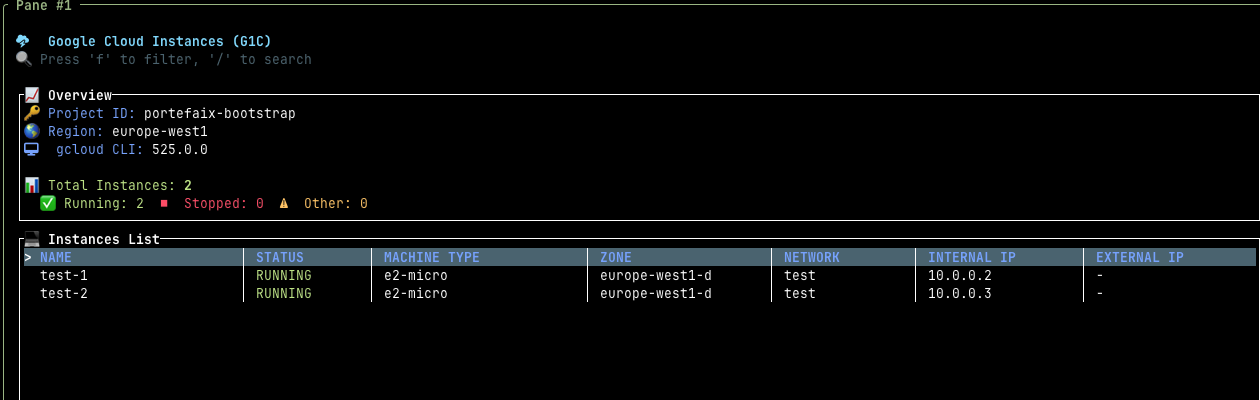 Pane #1
Google Cloud Instances (G1C)
Press 'f' to filter, '/' to search
Overview
Project ID: portefaix-bootstrap
Region: europe-west1
gcloud CLI: 525.0.0
Total Instances: 2
Running: 2 Stopped: 0 Other: 0
Instances List
> NAME STATUS MACHINE TYPE ZONE NETWORK INTERNAL IP EXTERNAL IP
test-1 RUNNING e2-micro europe-west1-d test 10.0.0.2 -
test-2 RUNNING e2-micro europe-west1-d test 10.0.0.3 -